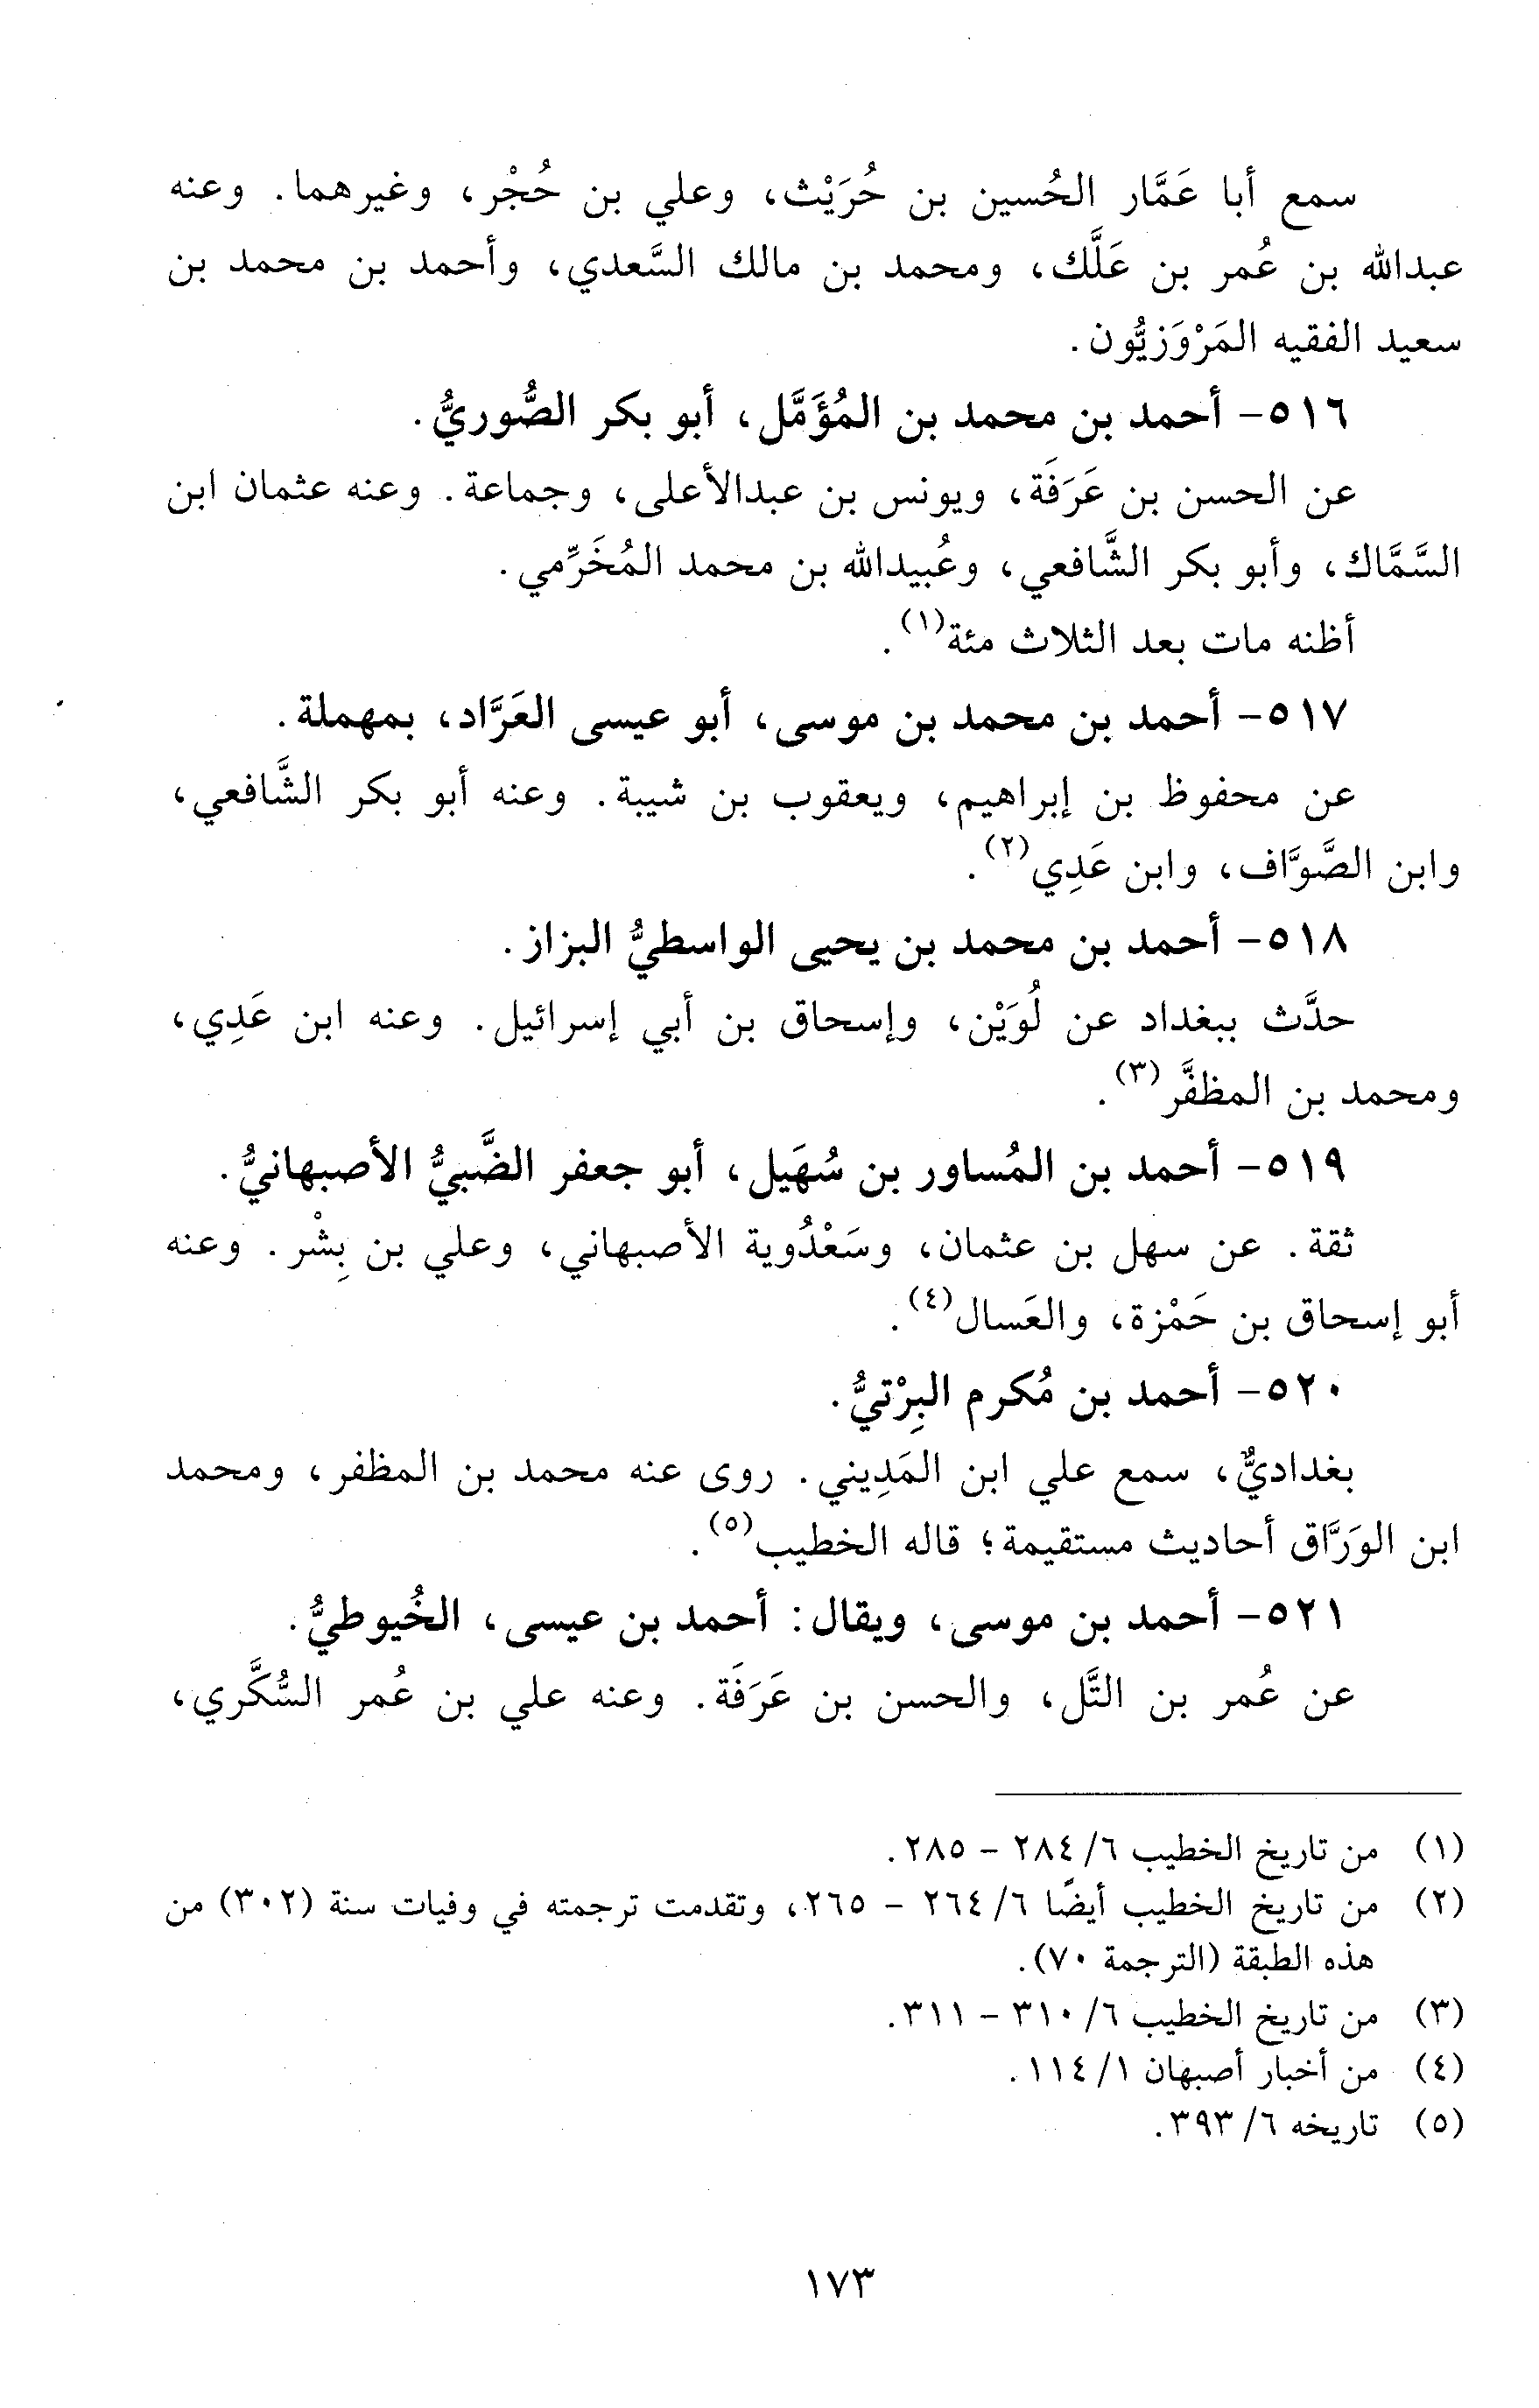 سمع أبا عَمَّار الحُسين بن حُرَيْث، وعلي بن حُجْر، وغيرهما. وعنه
عبدالله بن عُمر بن عَلَّك، ومحمد بن مالك السَّعدي، وأحمد بن محمد بن
سعيد الفقيه المَرْوَزيُّون.
٥١٦- أحمد بن محمد بن المُؤَمَّل، أبو بكر الصُّوريُّ.
عن الحسن بن عَرَفَة، ويونس بن عبدالأعلى، وجماعة. وعنه عثمان ابن
السَّمَّاك، وأبو بكر الشَّافعي، وعُبيدالله بن محمد المُخَرِّمي.
أظنه مات بعد الثلاث مئة(١).
٥١٧- أحمد بن محمد بن موسى، أبو عيسى العَرَّاد، بمهملة.
عن محفوظ بن إبراهيم، ويعقوب بن شيبة. وعنه أبو بكر الشَّافعي،
وابن الصَّوَّاف، وابن عَدِي(٢).
٥١٨- أحمد بن محمد بن يحيى الواسطيُّ البزاز.
حدَّث ببغداد عن لُوَيْن، وإسحاق بن أبي إسرائيل. وعنه ابن عَدِي،
ومحمد بن المظفَّر(٣).
٥١٩- أحمد بن المُساور بن سُهَيل، أبو جعفر الضَّبيُّ الأصبهانيُّ.
ثقة. عن سهل بن عثمان، وسَعْدُوية الأصبهاني، وعلي بن بِشْر. وعنه
أبو إسحاق بن حَمْزة، والعَسال(٤).
٥٢٠- أحمد بن مُكرم البِرْتيُّ.
بغداديٌّ، سمع علي ابن المَدِيني. روى عنه محمد بن المظفر، ومحمد
ابن الوَرَّاق أحاديث مستقيمة؛ قاله الخطيب(٥).
٥٢١- أحمد بن موسى، ويقال: أحمد بن عيسى، الخُيوطيُّ.
عن عُمر بن التَّل، والحسن بن عَرَفَة. وعنه علي بن عُمر السُّكَّري،
(١) من تاريخ الخطيب ٦/ ٢٨٤ - ٢٨٥.
(٢) من تاريخ الخطيب أيضًا ٦/ ٢٦٤ - ٢٦٥، وتقدمت ترجمته في وفيات سنة (٣٠٢) من
هذه الطبقة (الترجمة ٧٠).
(٣) من تاريخ الخطيب ٦/ ٣١٠ - ٣١١.
(٤) من أخبار أصبهان ١/ ١١٤.
(٥) تاريخه ٦/ ٣٩٣.
١٧٣